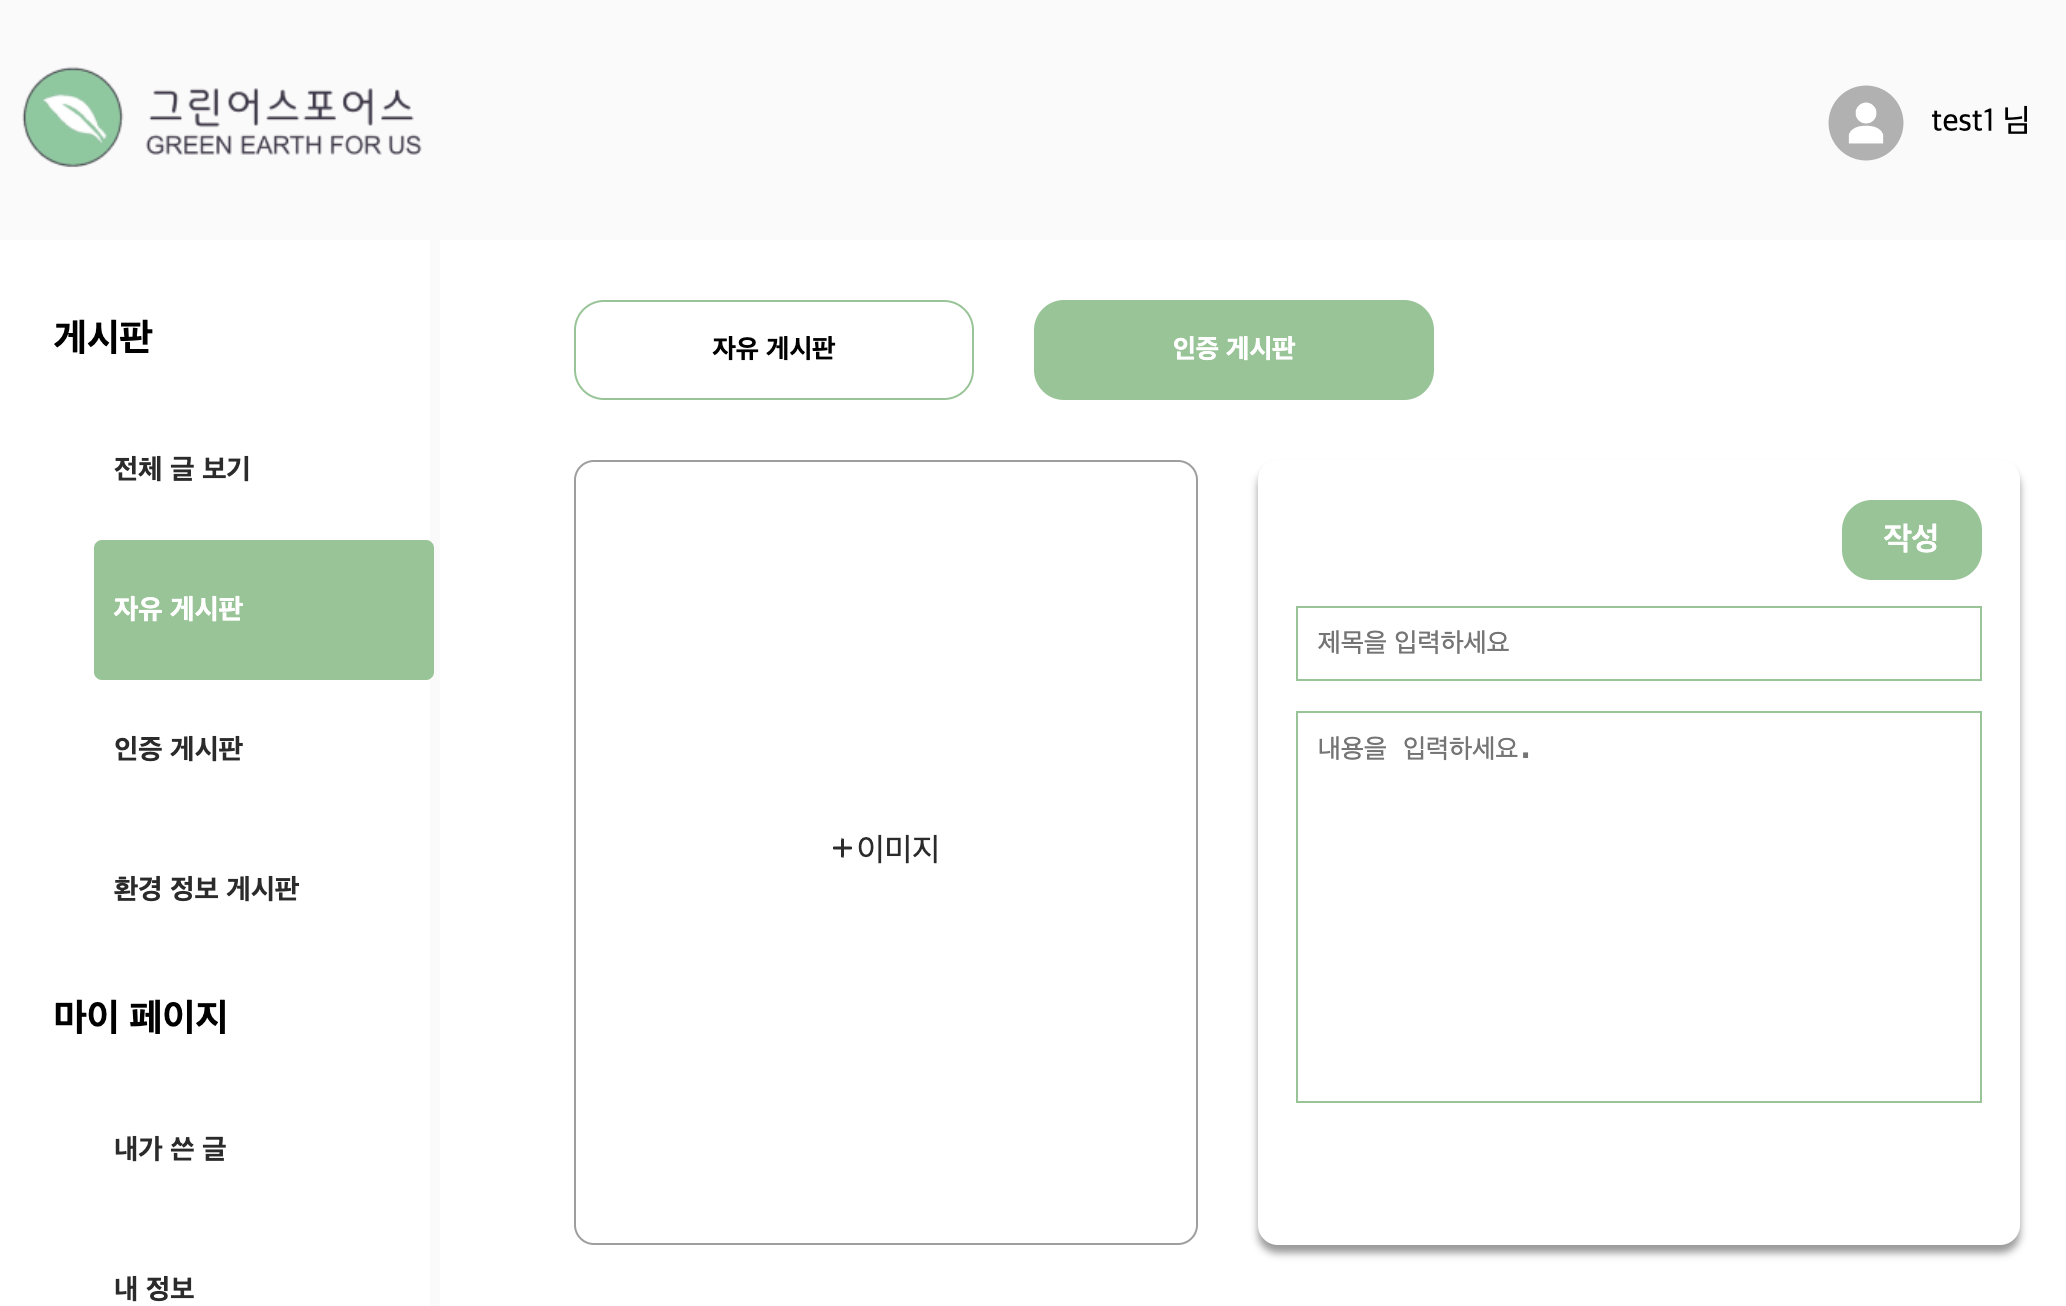 그린어스포어스
GREEN EARTH FOR US
test1 님
게시판
전체 글 보기
자유 게시판
인증 게시판
환경 정보 게시판
마이 페이지
내가 쓴 글
내 정보
자유 게시판
인증 게시판
+이미지
작성
제목을 입력하세요
내용을 입력하세요.